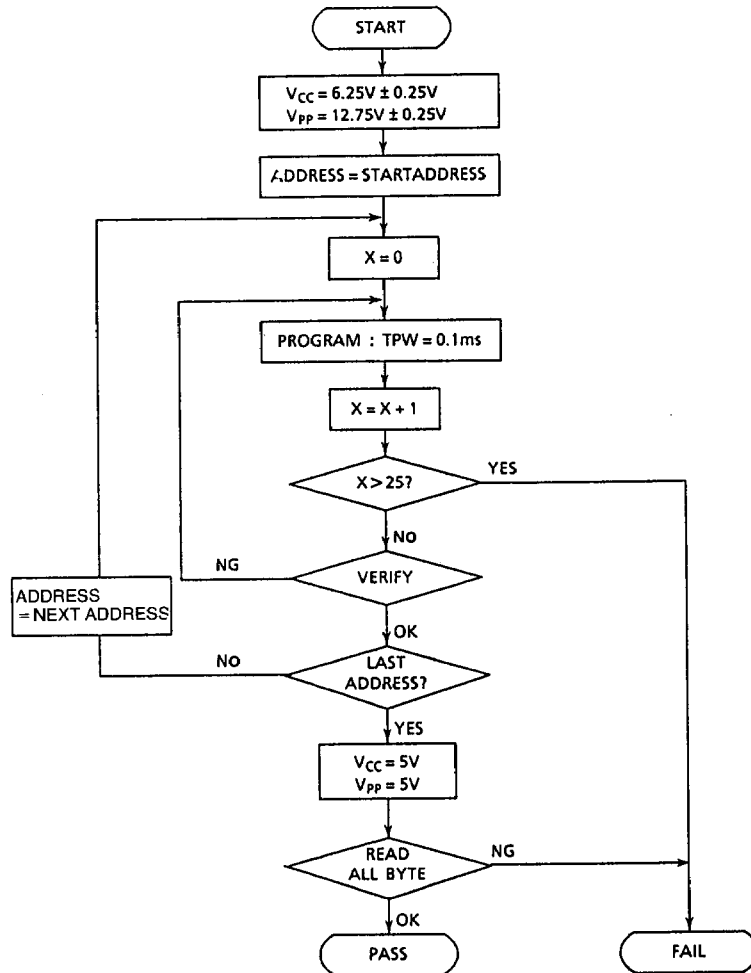 START
VCC = 6.25V ± 0.25V
VPP = 12.75V ± 0.25V
ADDRESS = STARTADDRESS
X = 0
PROGRAM : TPW = 0.1ms
X = X + 1
X > 25?
YES
NO
VERIFY
NG
OK
ADDRESS
= NEXT ADDRESS
LAST
ADDRESS?
NO
YES
VCC = 5V
VPP = 5V
READ
ALL BYTE
NG
OK
PASS
FAIL